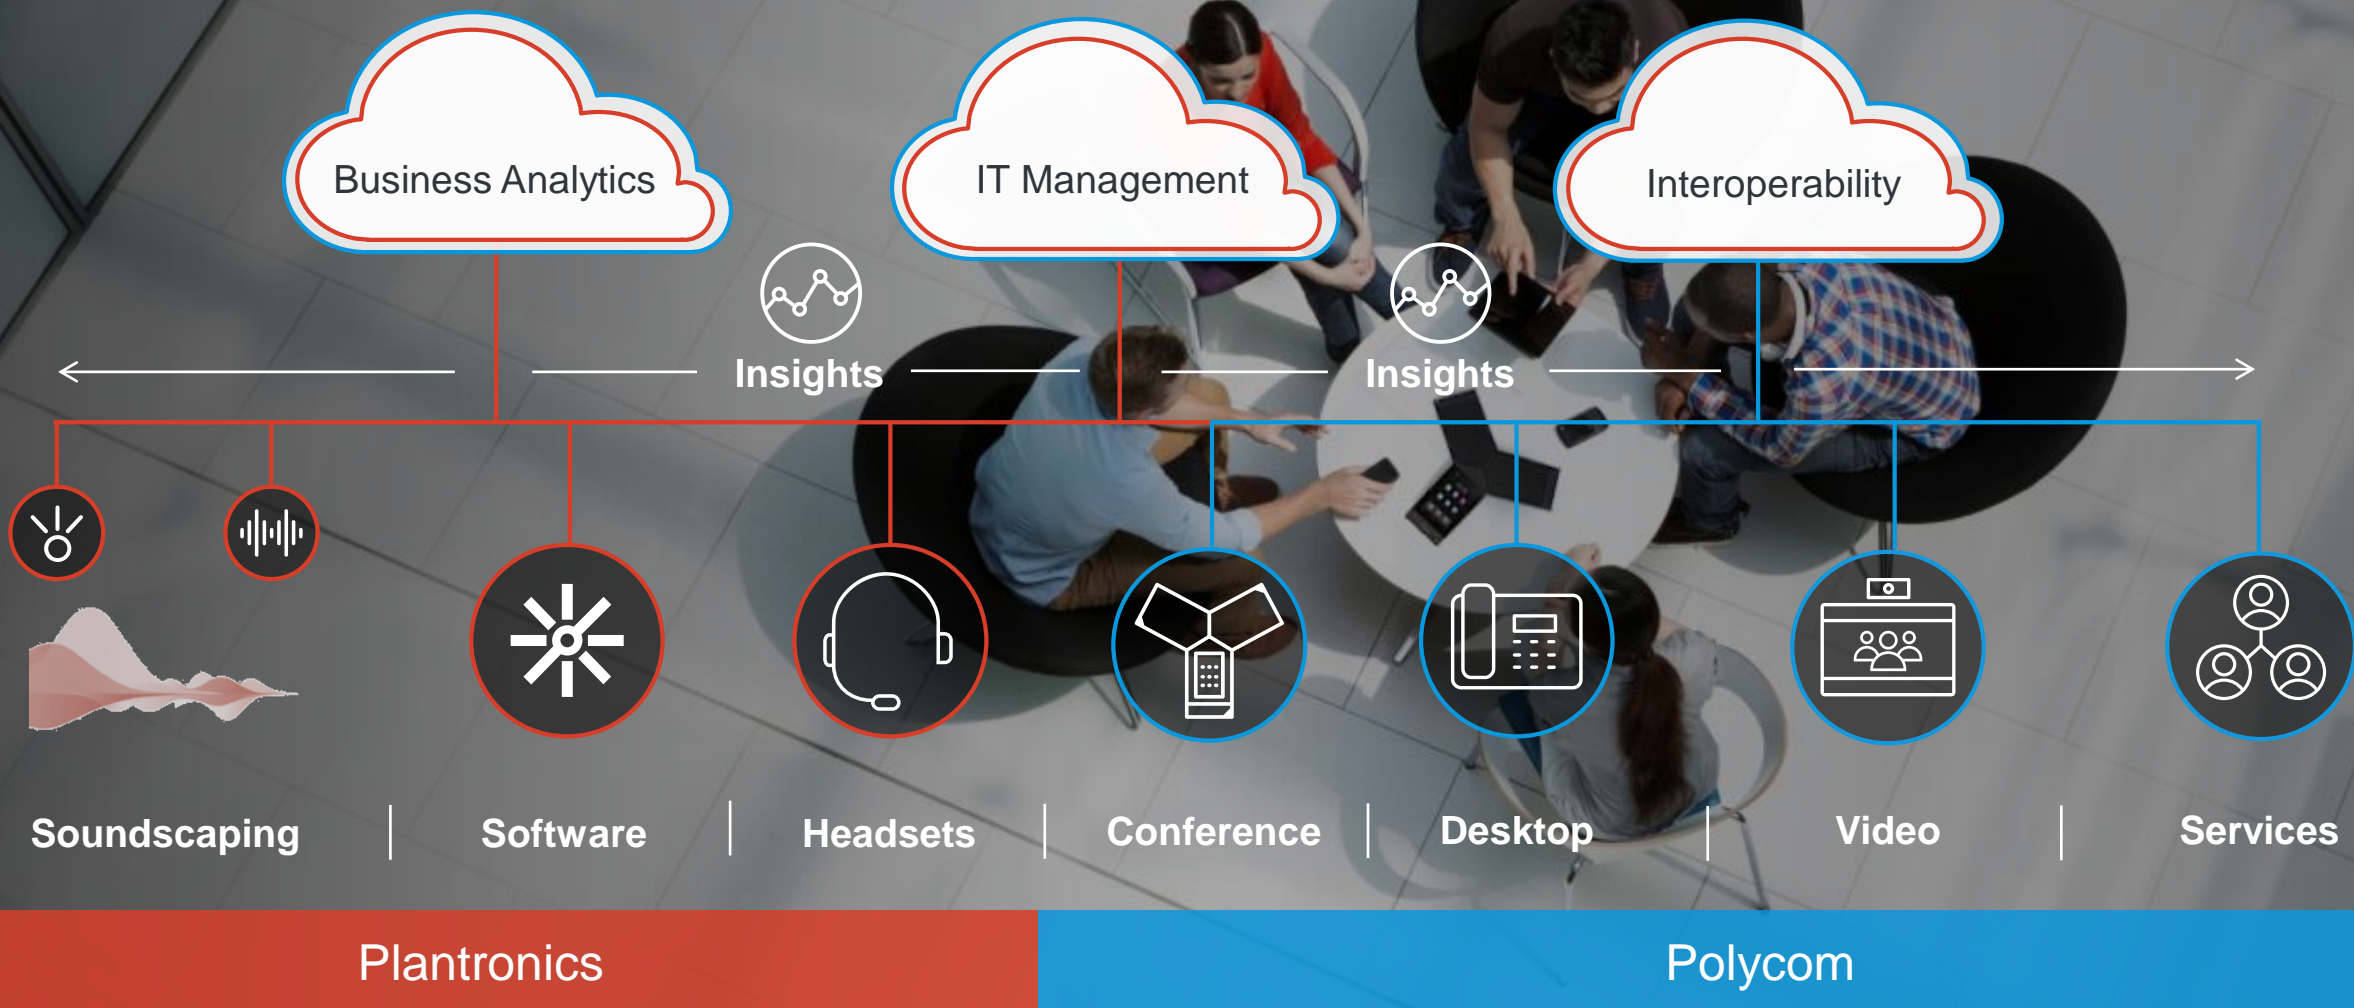 Business Analytics
IT Management
Interoperability
Insights
Insights
Soundscaping
Software
Headsets
Conference
Desktop
Video
Services
Plantronics
Polycom